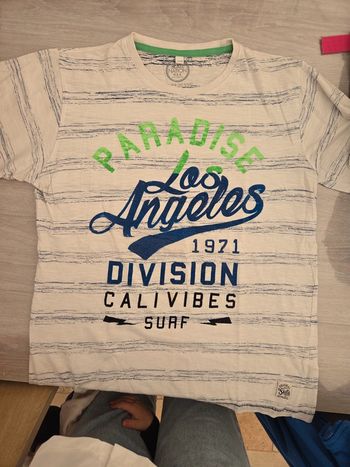 PARADISE
Los
Angeles
1971
DIVISION
CALIVIBES
SURF